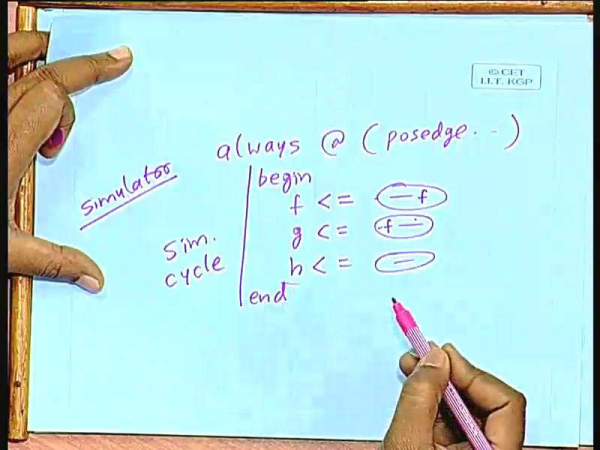 © CET
I.I.T. KGP
always @ (posedge.--)
begin
simulator
f <= — f
g <= -f —
sim.
cycle
h <= —
end